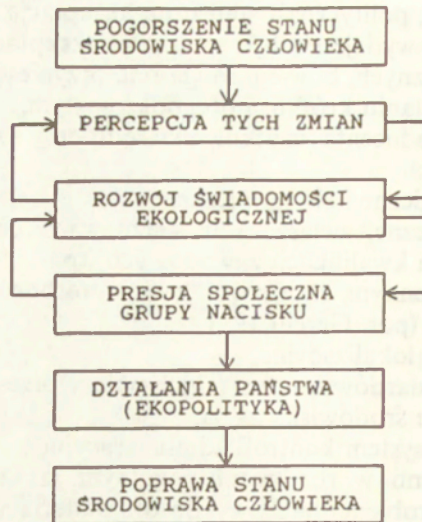 POGORSZENIE STANU
ŚRODOWISKA CZŁOWIEKA
PERCEPCJA TYCH ZMIAN
ROZWÓJ ŚWIADOMOŚCI
EKOLOGICZNEJ
PRESJA SPOŁECZNA
GRUPY NACISKU
DZIAŁANIA PAŃSTWA
(EKOPOLITYKA)
POPRAWA STANU
ŚRODOWISKA CZŁOWIEKA